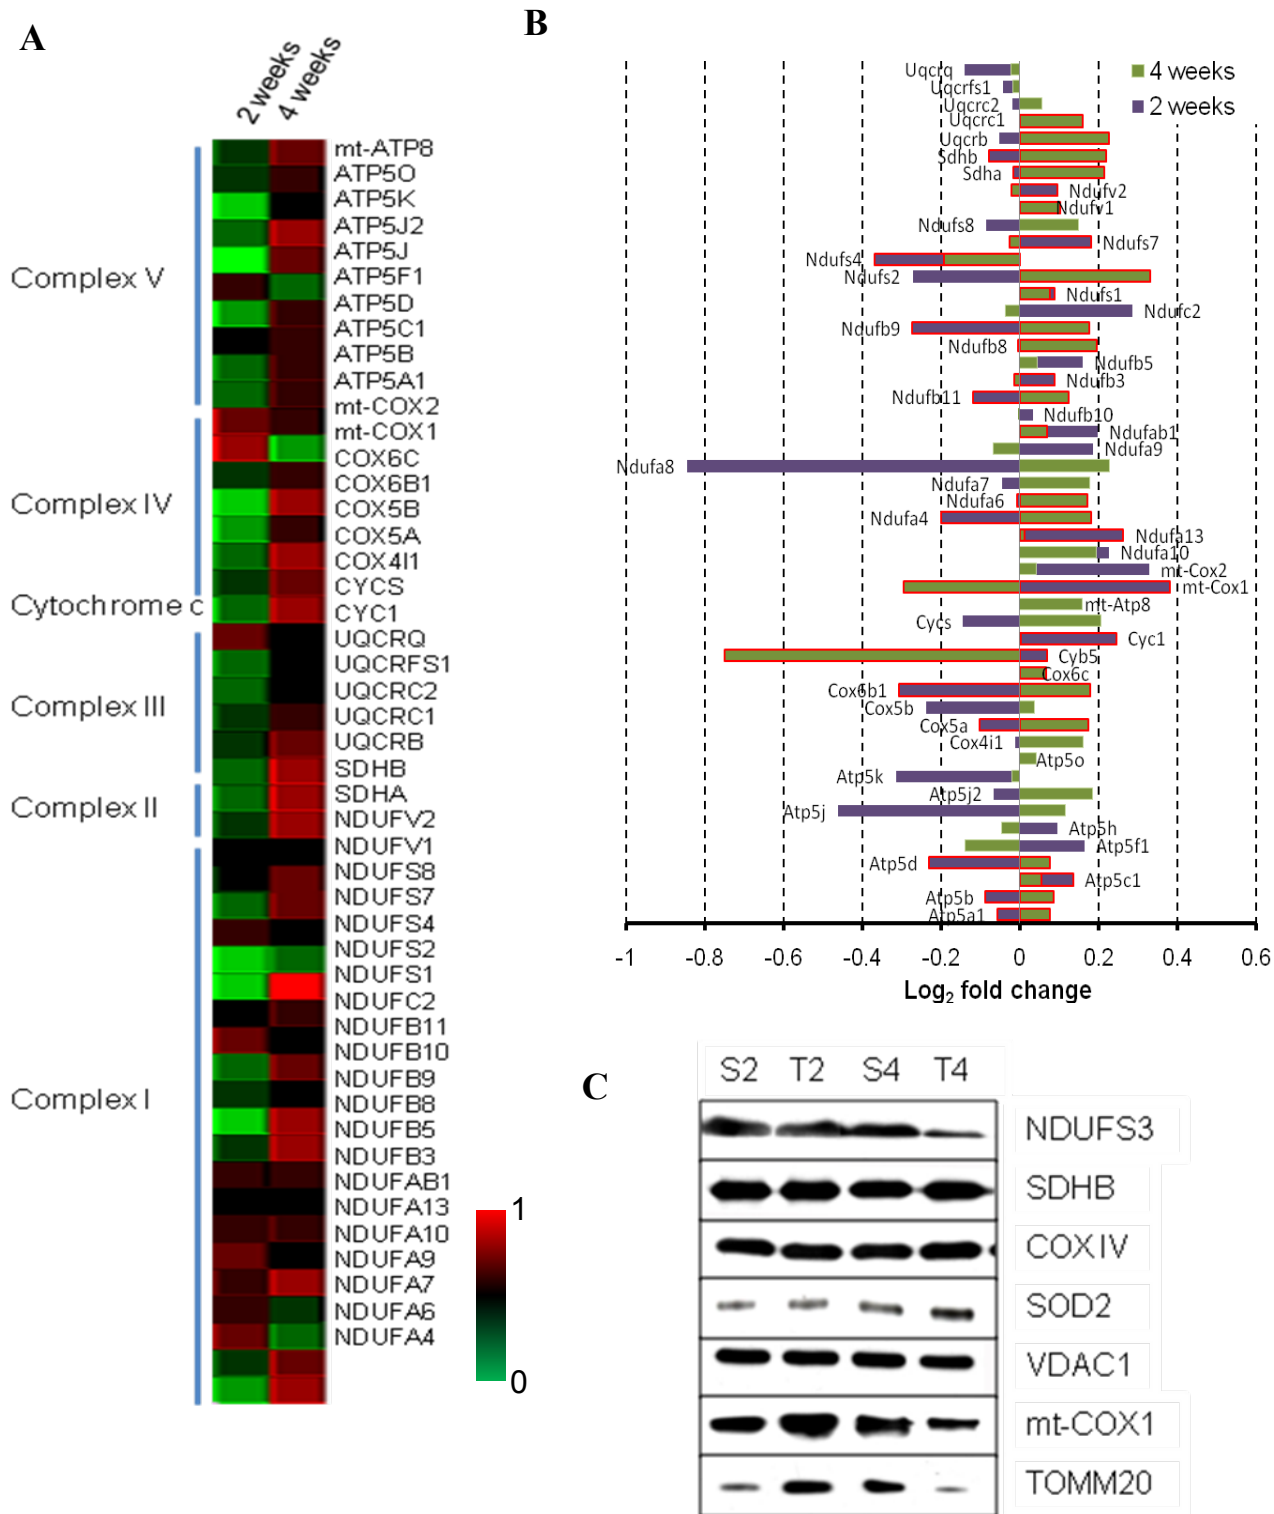 A
2 weeks
4 weeks
mt-ATP8
ATP5O
ATP5K
ATP5J2
ATP5J
ATP5F1
ATP5D
ATP5C1
ATP5B
ATP5A1
mt-COX2
mt-COX1
COX6C
COX6B1
COX5B
COX5A
COX4I1
CYCS
CYC1
UQCRQ
UQCRFS1
UQCRC2
UQCRC1
UQCRB
SDHB
SDHA
NDUFV2
NDUFV1
NDUFS8
NDUFS7
NDUFS4
NDUFS2
NDUFS1
NDUFC2
NDUFB11
NDUFB10
NDUFB9
NDUFB8
NDUFB5
NDUFB3
NDUFAB1
NDUFA13
NDUFA10
NDUFA9
NDUFA7
NDUFA6
NDUFA4
Complex V
Complex IV
Cytochrome c
Complex III
Complex II
Complex I
1
0
B
4 weeks
2 weeks
Uqcrq
Uqcrfs1
Uqcrc2
Uqcrc1
Uqcrb
Sdhb
Sdha
Ndufv2
Ndufv1
Ndufs8
Ndufs7
Ndufs4
Ndufs2
Ndufs1
Ndufc2
Ndufb9
Ndufb8
Ndufb5
Ndufb3
Ndufb11
Ndufb10
Ndufab1
Ndufa9
Ndufa8
Ndufa7
Ndufa6
Ndufa4
Ndufa13
Ndufa10
mt-Cox2
mt-Cox1
mt-Atp8
Cycs
Cyc1
Cyb5
Cox6c
Cox6b1
Cox5b
Cox5a
Cox4i1
Atp5o
Atp5k
Atp5j2
Atp5j
Atp5h
Atp5f1
Atp5d
Atp5c1
Atp5b
Atp5a1
-1 -0.8 -0.6 -0.4 -0.2 0 0.2 0.4 0.6
Log2 fold change
C
S2 T2 S4 T4
NDUFS3
SDHB
COXIV
SOD2
VDAC1
mt-COX1
TOMM20